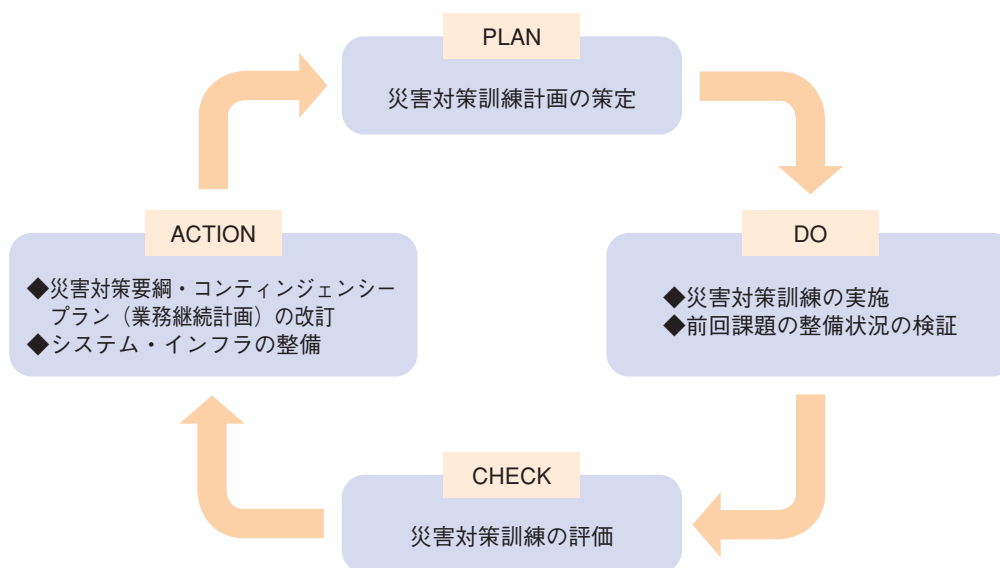 PLAN
災害対策訓練計画の策定
DO
◆災害対策訓練の実施
◆前回課題の整備状況の検証
CHECK
災害対策訓練の評価
ACTION
◆災害対策要綱・コンティンジェンシー
プラン（業務継続計画）の改訂
◆システム・インフラの整備